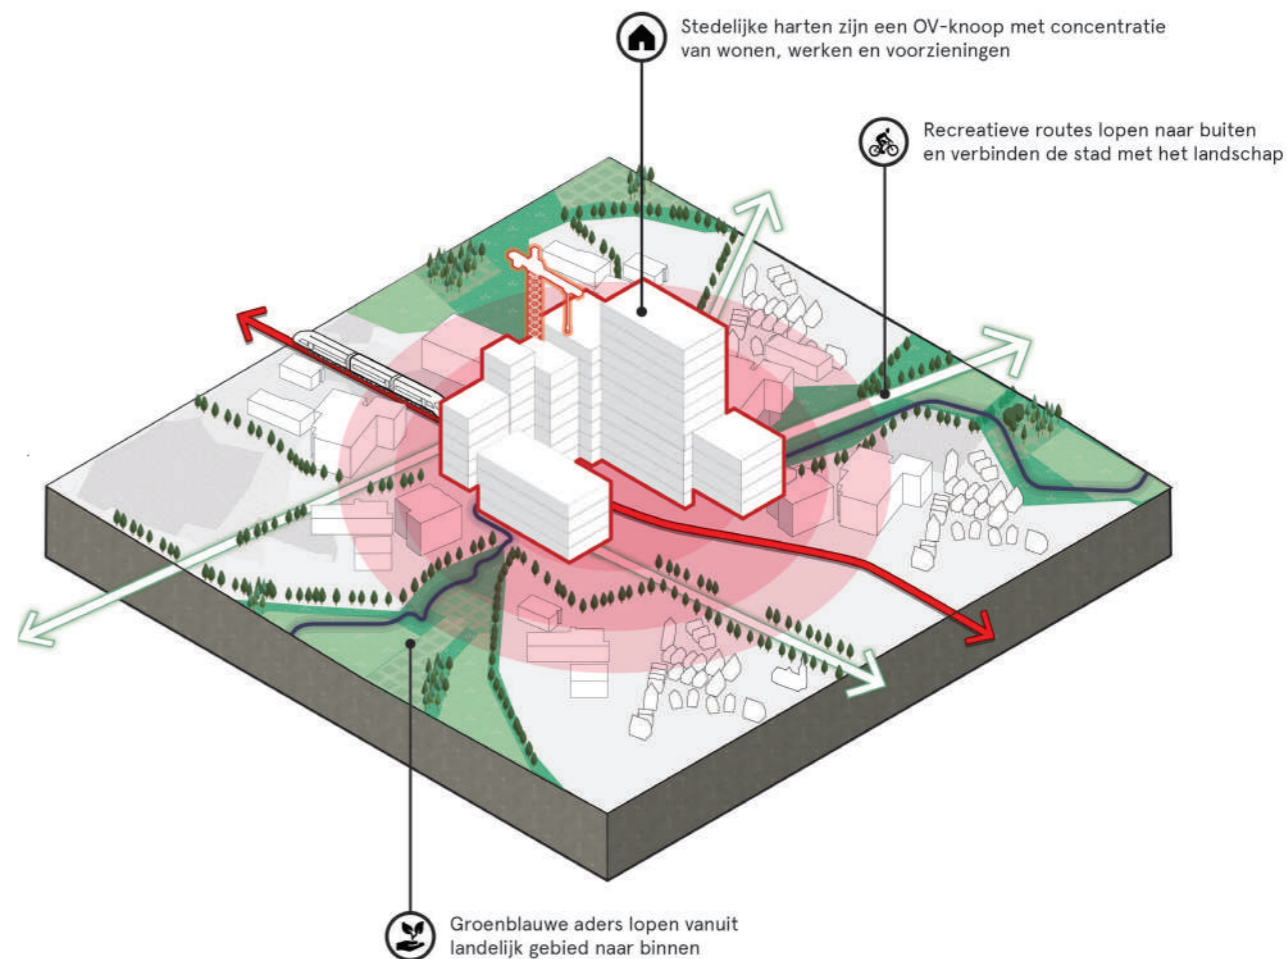 Stedelijke harten zijn een OV-knoop met concentratie
van wonen, werken en voorzieningen
Recreatieve routes lopen naar buiten
en verbinden de stad met het landschap
Groenblauwe aders lopen vanuit
landelijk gebied naar binnen